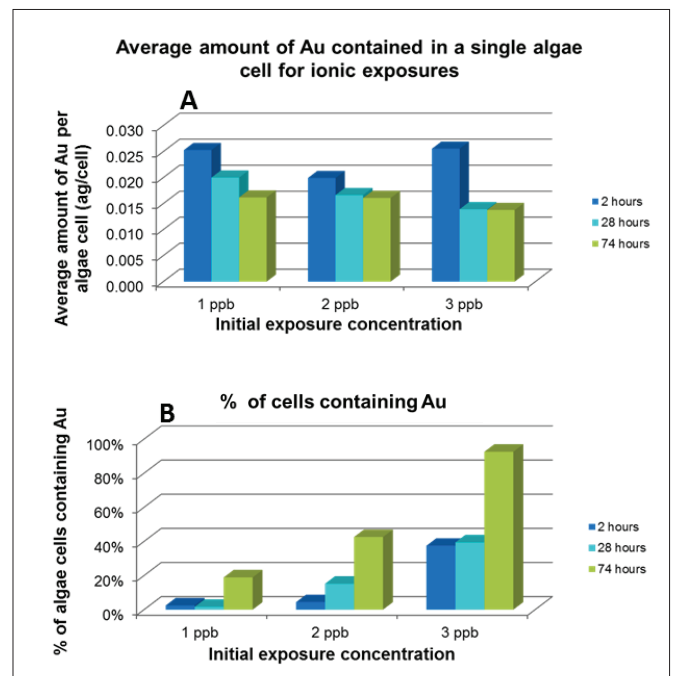 Average amount of Au contained in a single algae
cell for ionic exposures
A
Average amount of Au per
algae cell (ag/cell)
0.030
0.025
0.020
0.015
0.010
0.005
0.000
1 ppb
2 ppb
3 ppb
Initial exposure concentration
2 hours
28 hours
74 hours
B
% of cells containing Au
% of algae cells containing Au
100%
80%
60%
40%
20%
0%
1 ppb
2 ppb
3 ppb
Initial exposure concentration
2 hours
28 hours
74 hours